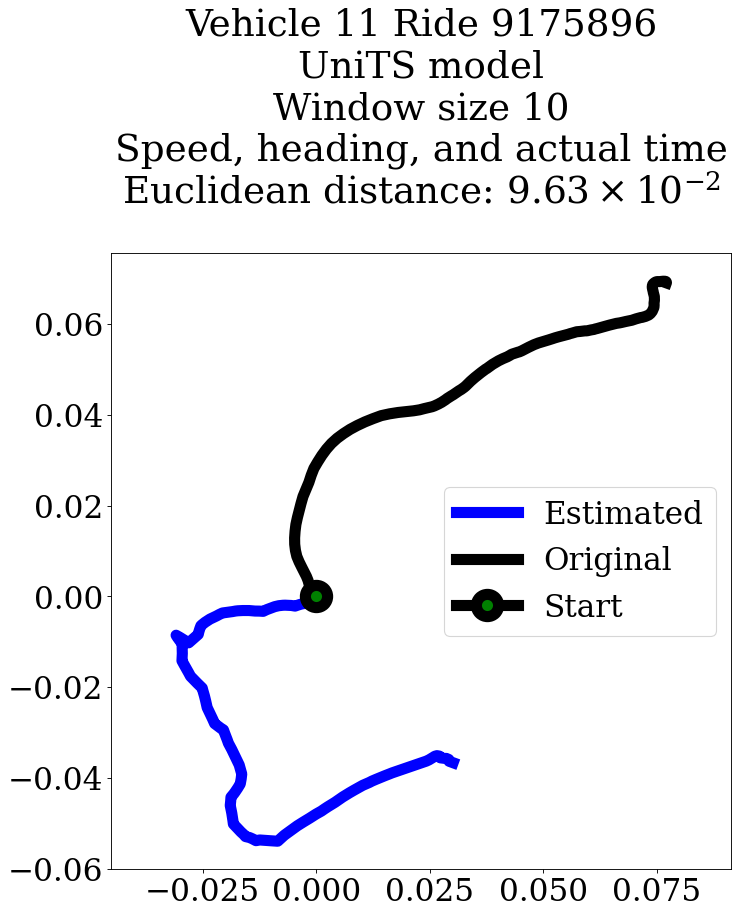 Vehicle 11 Ride 9175896
UniTS model
Window size 10
Speed, heading, and actual time
Euclidean distance: 9.63 × 10⁻²
0.06
0.04
0.02
0.00
−0.02
−0.04
−0.06
Estimated
Original
Start
−0.025 0.000 0.025 0.050 0.075